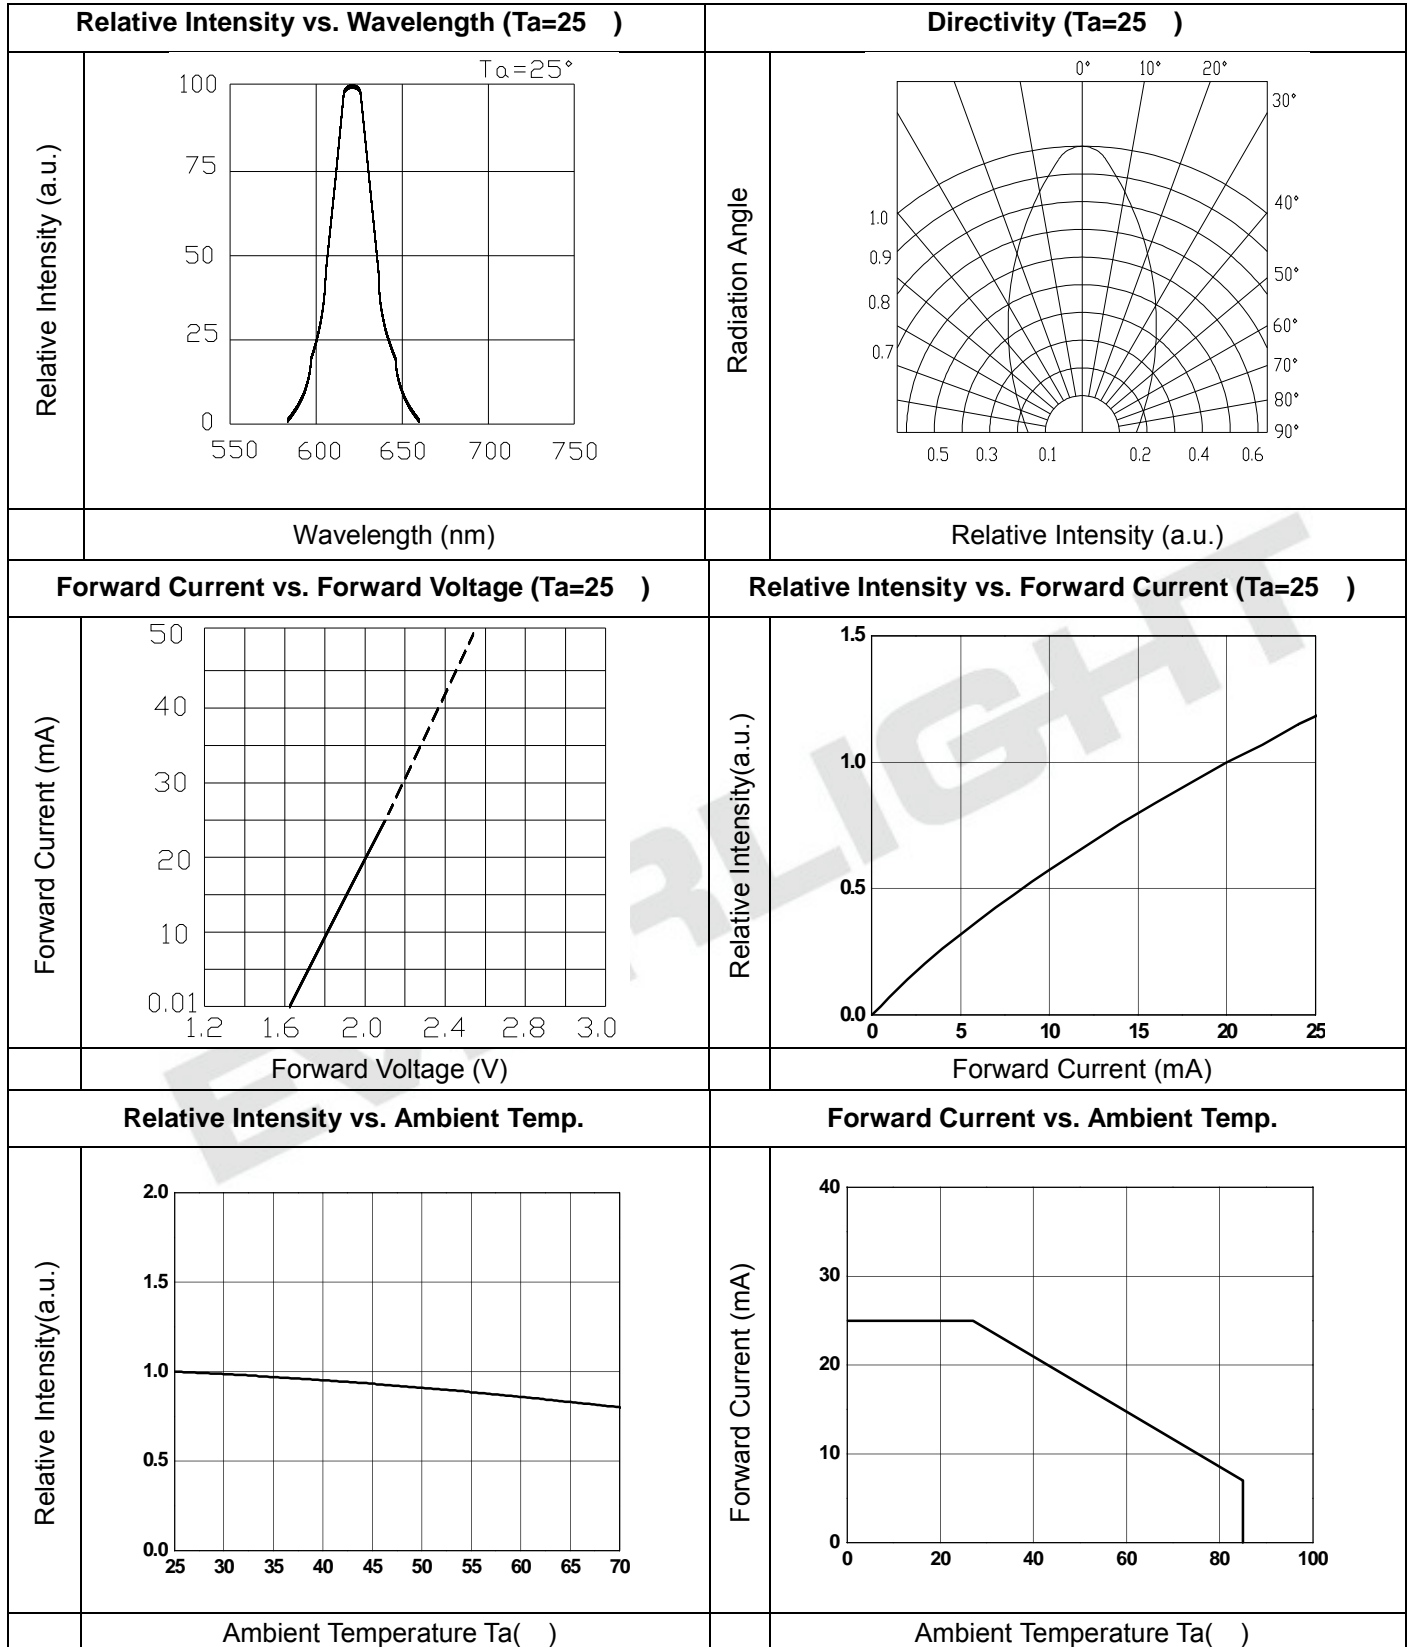 Relative Intensity vs. Wavelength (Ta=25 )
Directivity (Ta=25 )
Relative Intensity (a.u.)
Ta=25°
100
75
50
25
0
550 600 650 700 750
Wavelength (nm)
Radiation Angle
0° 10° 20°
30°
40°
50°
60°
70°
80°
90°
1.0
0.9
0.8
0.7
0.5 0.3 0.1 0.2 0.4 0.6
Relative Intensity (a.u.)
Forward Current vs. Forward Voltage (Ta=25 )
Relative Intensity vs. Forward Current (Ta=25 )
Forward Current (mA)
50
40
30
20
10
0.01
1.2 1.6 2.0 2.4 2.8 3.0
Forward Voltage (V)
Relative Intensity(a.u.)
1.5
1.0
0.5
0.0
0 5 10 15 20 25
Forward Current (mA)
Relative Intensity vs. Ambient Temp.
Forward Current vs. Ambient Temp.
Relative Intensity(a.u.)
2.0
1.5
1.0
0.5
0.0
25 30 35 40 45 50 55 60 65 70
Ambient Temperature Ta( )
Forward Current (mA)
40
30
20
10
0
0 20 40 60 80 100
Ambient Temperature Ta( )
EVERLIGHT